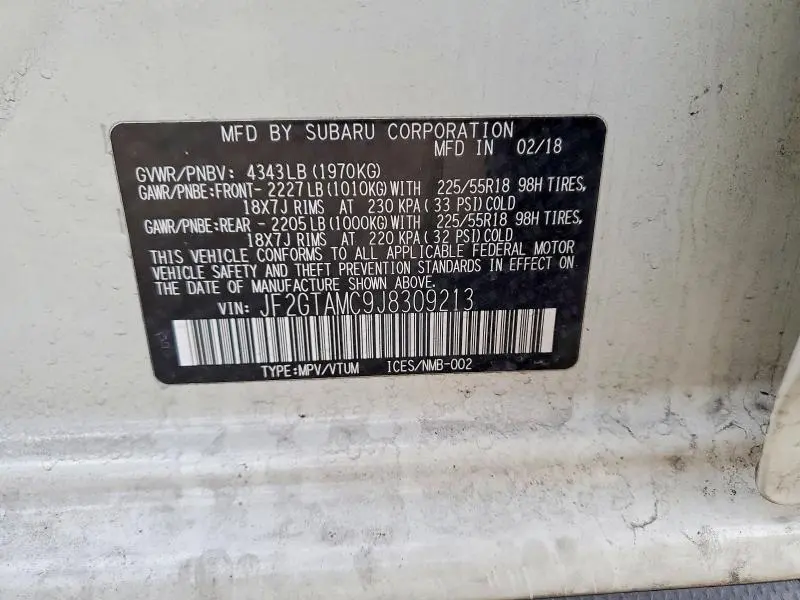 MFD BY SUBARU CORPORATION
MFD IN 02/18
GVWR/PNBV: 4343LB (1970KG)
GAWR/PNBE:FRONT- 2227LB (1010KG) WITH 225/55R18 98H TIRES,
18X7J RIMS AT 230 KPA ( 33 PSI) COLD
GAWR/PNBE:REAR - 2205LB (1000KG) WITH 225/55R18 98H TIRES,
18X7J RIMS AT 220 KPA ( 32 PSI) COLD
THIS VEHICLE CONFORMS TO ALL APPLICABLE FEDERAL MOTOR
VEHICLE SAFETY AND THEFT PREVENTION STANDARDS IN EFFECT ON
THE DATE OF MANUFACTURE SHOWN ABOVE.
VIN: JF2GTAMC9J8309213
TYPE:MPV/VTUM ICES/NMB-002